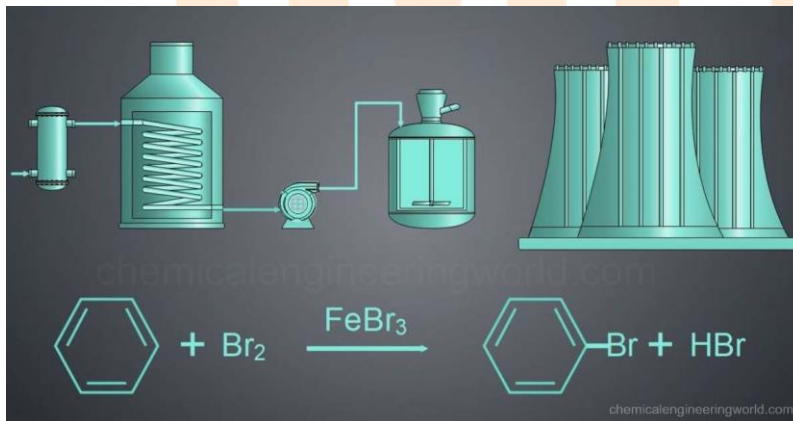 chemicalengineeringworld.com
FeBr₃
+ Br₂
Br + HBr
chemicalengineeringworld.com